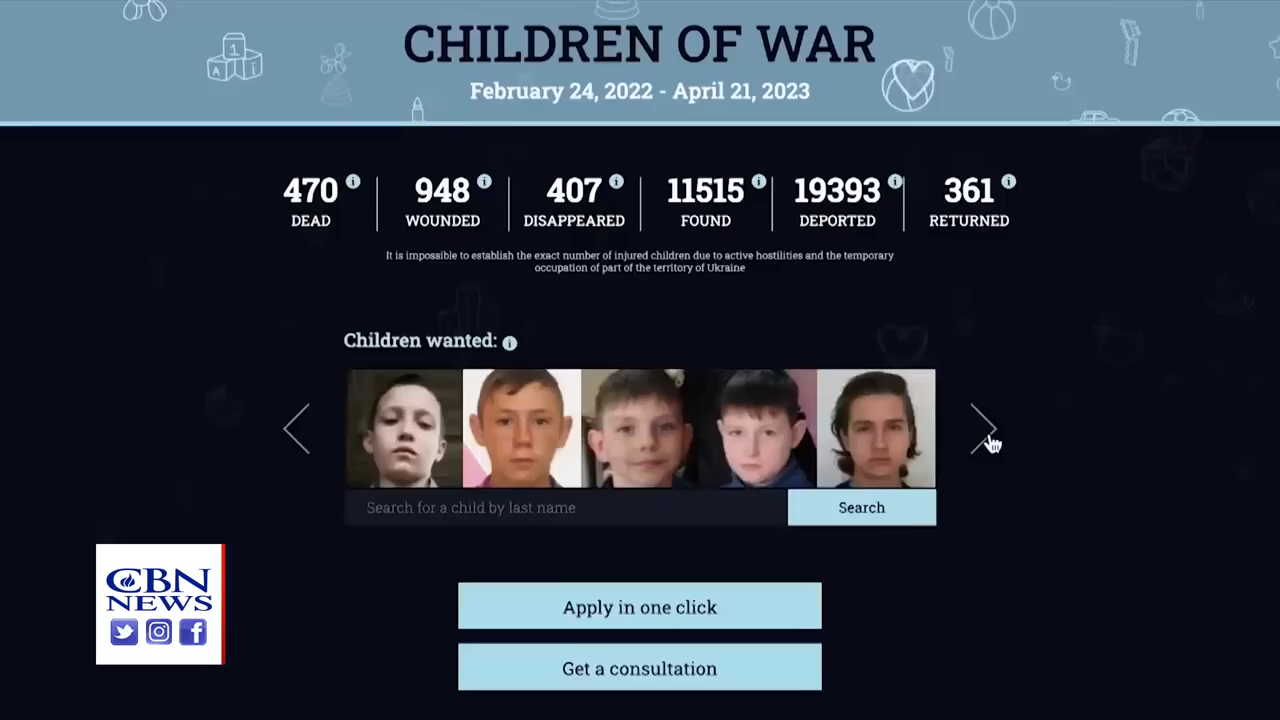 CHILDREN OF WAR
February 24, 2022 - April 21, 2023
470 948 407 11515 19393 361
DEAD WOUNDED DISAPPEARED FOUND DEPORTED RETURNED
It is impossible to establish the exact number of injured children due to active hostilities and the temporary
occupation of part of the territory of Ukraine
Children wanted:
Search for a child by last name Search
Apply in one click
Get a consultation
CBN
NEWS